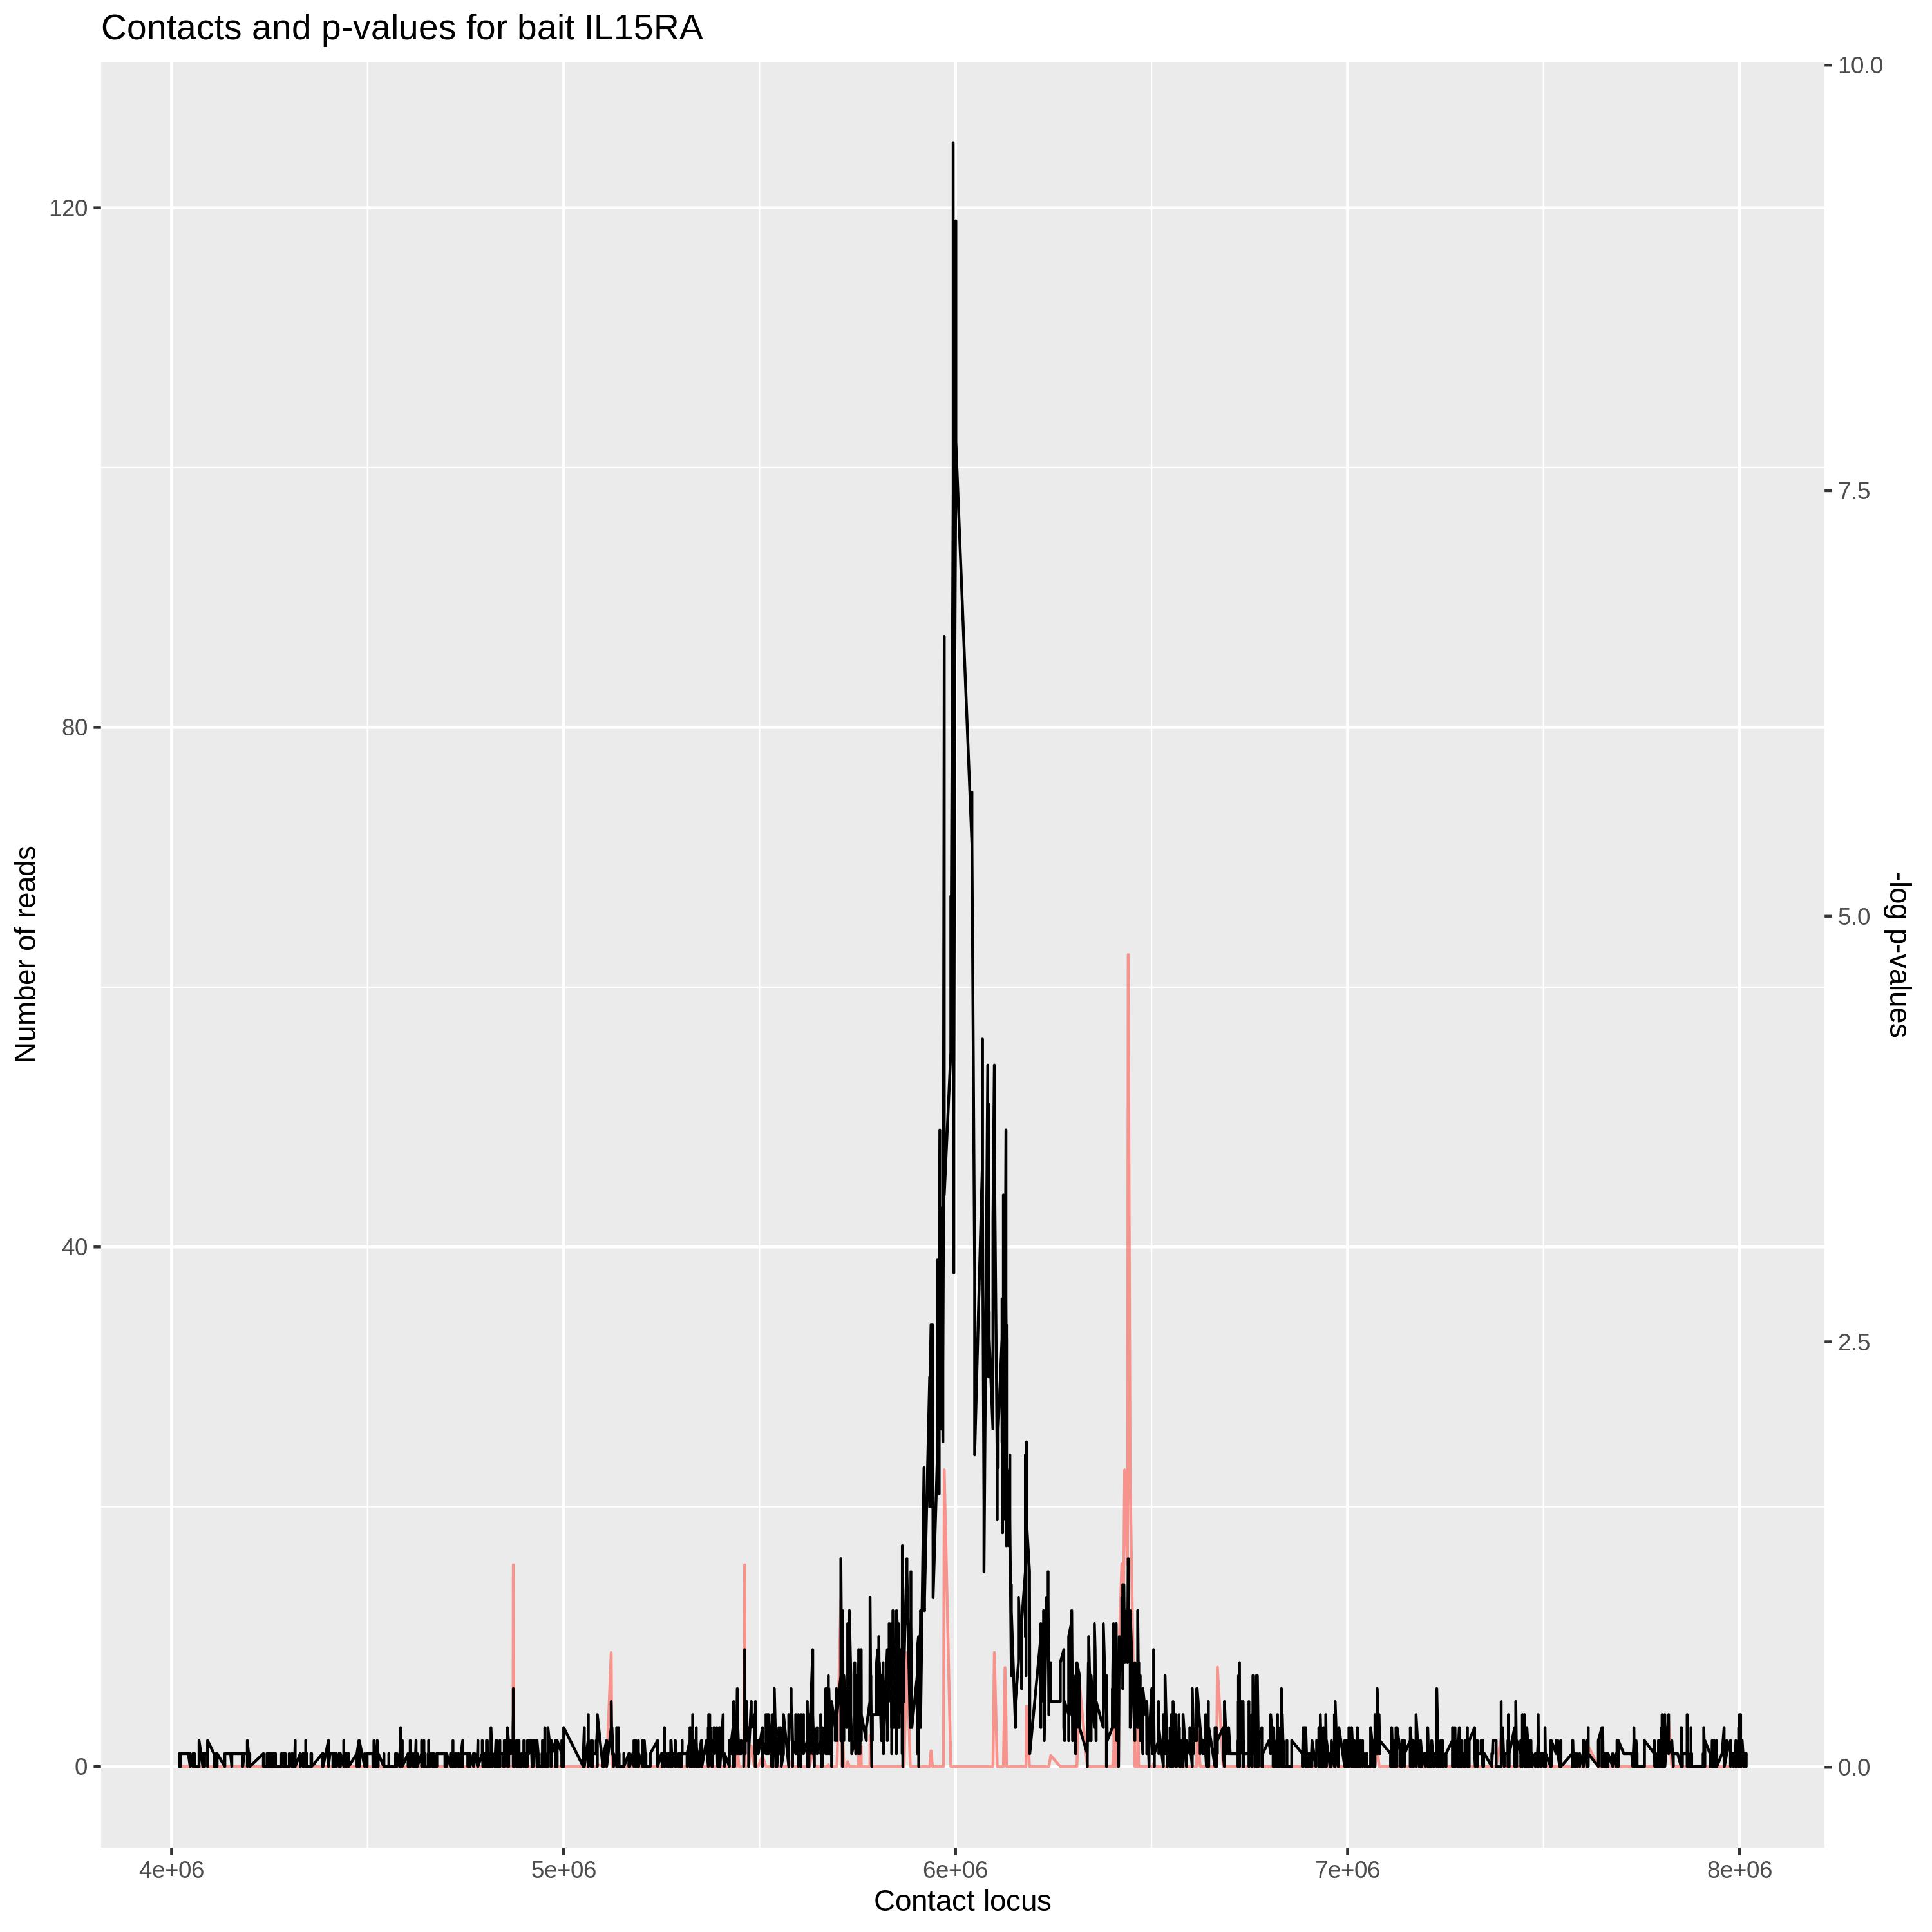 Contacts and p-values for bait IL15RA
10.0
120
7.5
80
5.0
Number of reads
-log p-values
40
2.5
0
0.0
4e+06 5e+06 6e+06 7e+06 8e+06
Contact locus